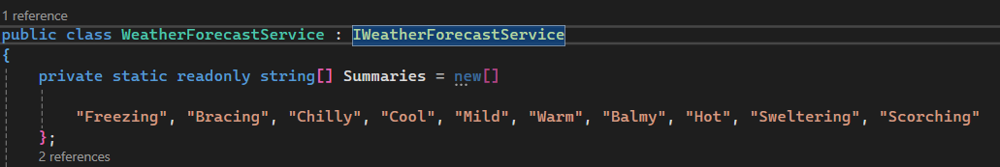 1 reference
public class WeatherForecastService : IWeatherForecastService
{
private static readonly string[] Summaries = new[]
"Freezing", "Bracing", "Chilly", "Cool", "Mild", "Warm", "Balmy", "Hot", "Sweltering", "Scorching"
};
2 references